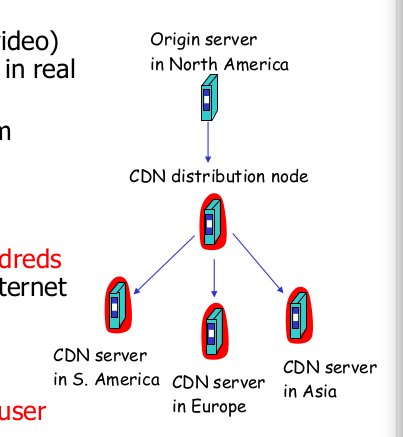 video)
in real
m
dreds
ternet
user
Origin server
in North America
CDN distribution node
CDN server
in S. America
CDN server
in Europe
CDN server
in Asia